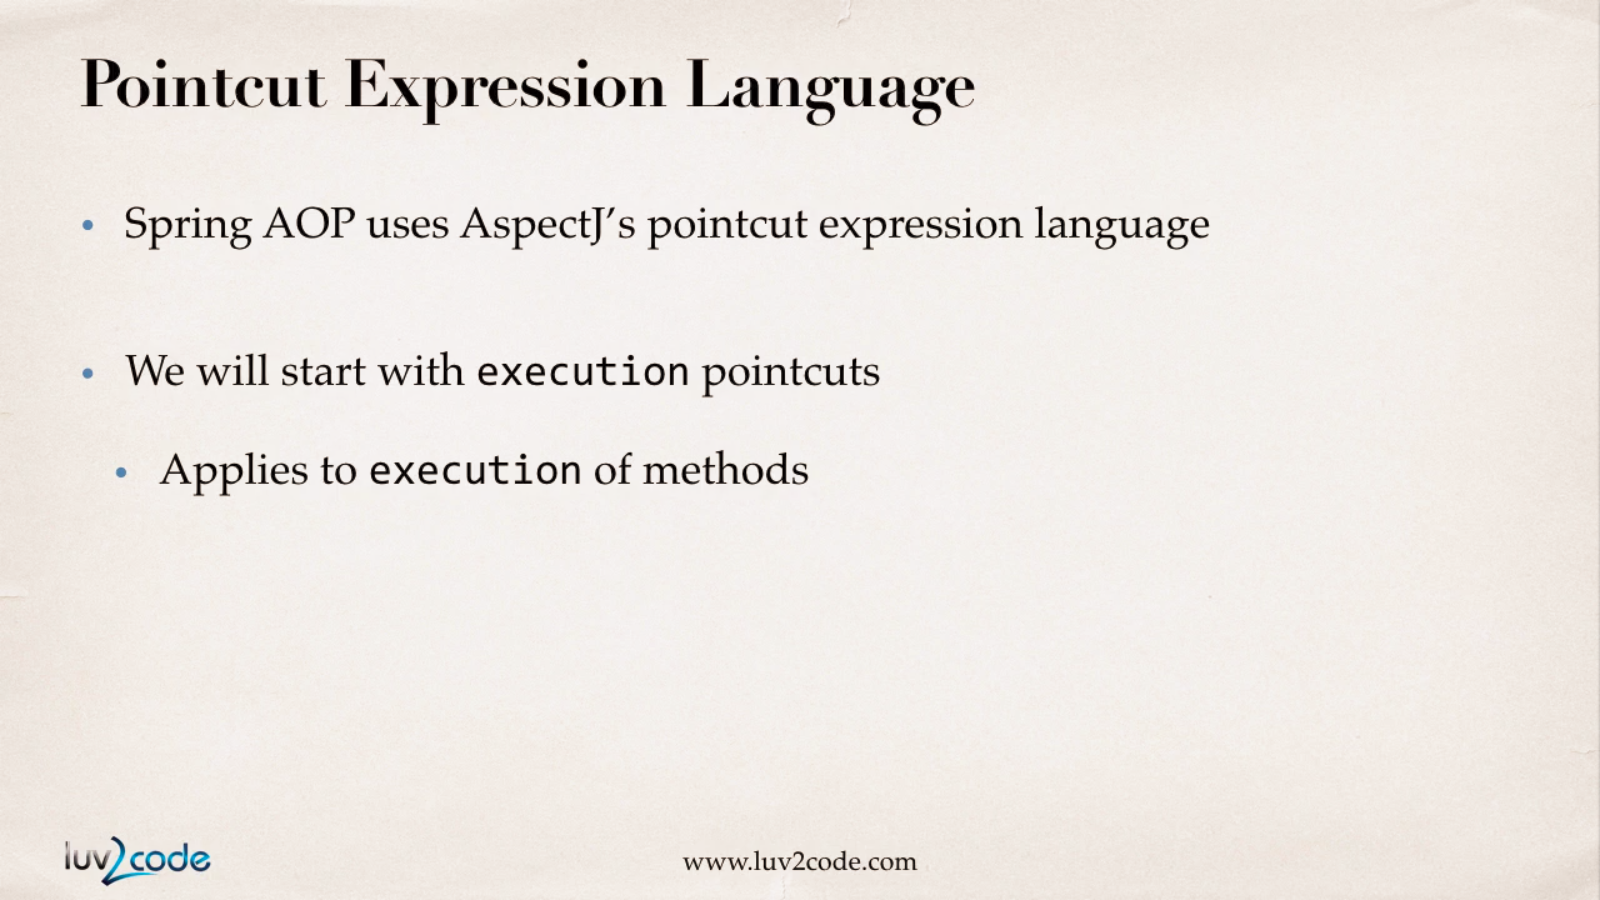 Pointcut Expression Language
• Spring AOP uses AspectJ’s pointcut expression language
• We will start with execution pointcuts
• Applies to execution of methods
luv2code
www.luv2code.com